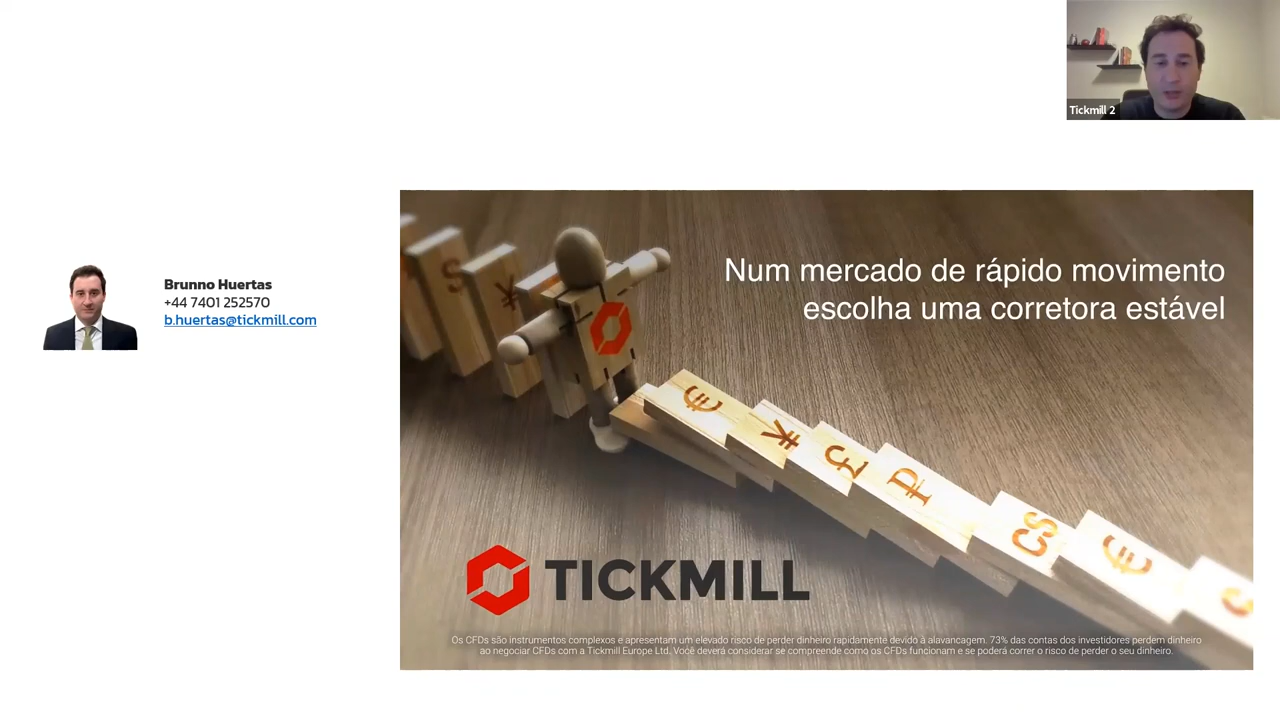 Tickmill 2
Num mercado de rápido movimento
escolha uma corretora estável
Brunno Huertas
+44 7401 252570
b.huertas@tickmill.com
$
¥
€
¥
£
₽
C$
€
TICKMILL
Os CFDs são instrumentos complexos e apresentam um elevado risco de perder dinheiro rapidamente devido à alavancagem. 73% das contas dos investidores perdem dinheiro
ao negociar CFDs com a Tickmill Europe Ltd. Você deverá considerar se compreende como os CFDs funcionam e se poderá correr o risco de perder o seu dinheiro.